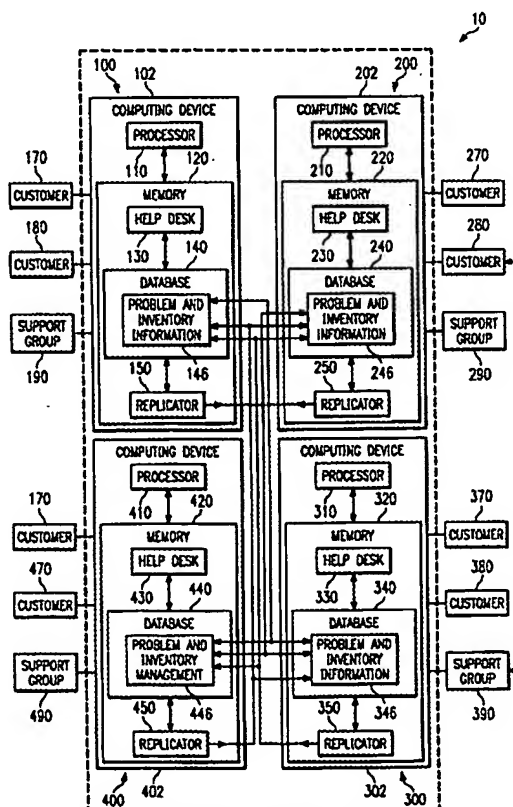 10
100
102
COMPUTING DEVICE
PROCESSOR
110
120
MEMORY
HELP DESK
130
140
DATABASE
PROBLEM AND
INVENTORY
INFORMATION
150
146
REPLICATOR
170
CUSTOMER
180
CUSTOMER
SUPPORT
GROUP
190
202
200
COMPUTING DEVICE
PROCESSOR
210
220
MEMORY
HELP DESK
230
240
DATABASE
PROBLEM AND
INVENTORY
INFORMATION
250
246
REPLICATOR
270
CUSTOMER
280
CUSTOMER
SUPPORT
GROUP
290
COMPUTING DEVICE
PROCESSOR
410
420
MEMORY
HELP DESK
430
440
DATABASE
PROBLEM AND
INVENTORY
MANAGEMENT
450
446
REPLICATOR
400
402
170
CUSTOMER
470
CUSTOMER
SUPPORT
GROUP
490
COMPUTING DEVICE
PROCESSOR
310
320
MEMORY
HELP DESK
330
340
DATABASE
PROBLEM AND
INVENTORY
INFORMATION
350
346
REPLICATOR
302
300
370
CUSTOMER
380
CUSTOMER
SUPPORT
GROUP
390